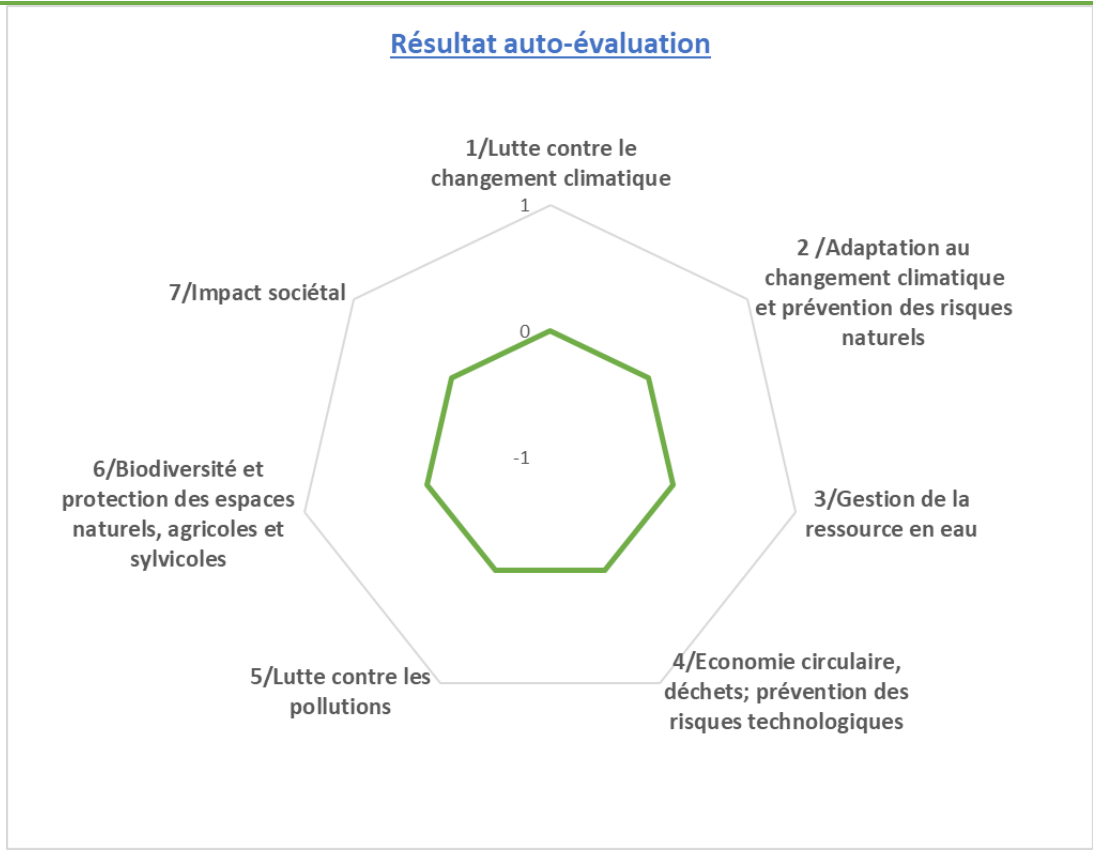 Résultat auto-évaluation
1/Lutte contre le
changement climatique
1
2 /Adaptation au
changement climatique
et prévention des risques
naturels
7/Impact sociétal
0
-1
6/Biodiversité et
protection des espaces
naturels, agricoles et
sylvicoles
3/Gestion de la
ressource en eau
4/Economie circulaire,
déchets; prévention des
risques technologiques
5/Lutte contre les
pollutions